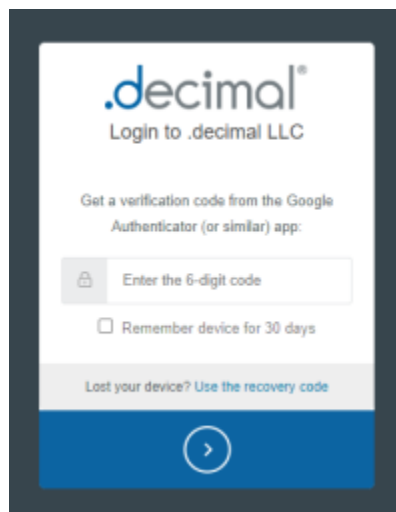 .decimal®
Login to .decimal LLC
Get a verification code from the Google
Authenticator (or similar) app:
Enter the 6-digit code
Remember device for 30 days
Lost your device? Use the recovery code